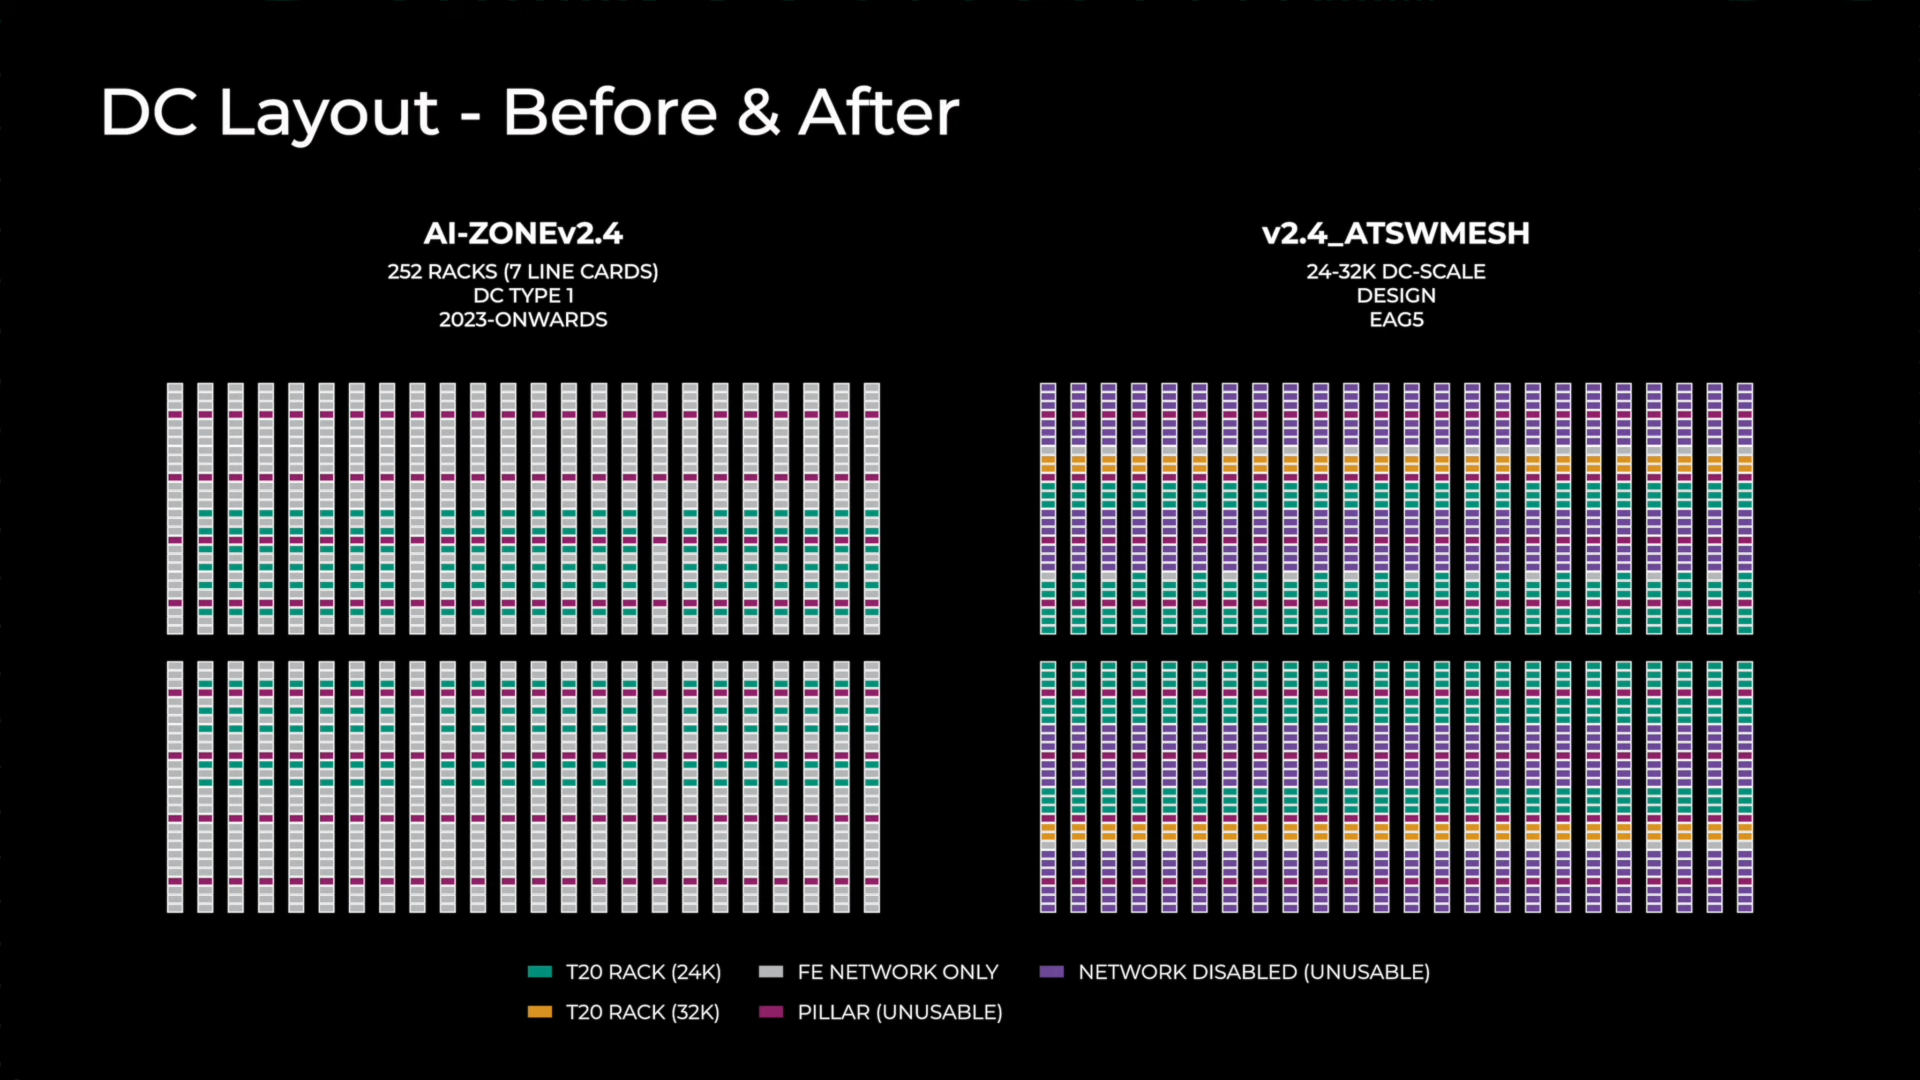 DC Layout - Before & After
AI-ZONEv2.4
252 RACKS (7 LINE CARDS)
DC TYPE 1
2023-ONWARDS
v2.4_ATSWMESH
24-32K DC-SCALE
DESIGN
EAG5
T20 RACK (24K)
FE NETWORK ONLY
NETWORK DISABLED (UNUSABLE)
T20 RACK (32K)
PILLAR (UNUSABLE)